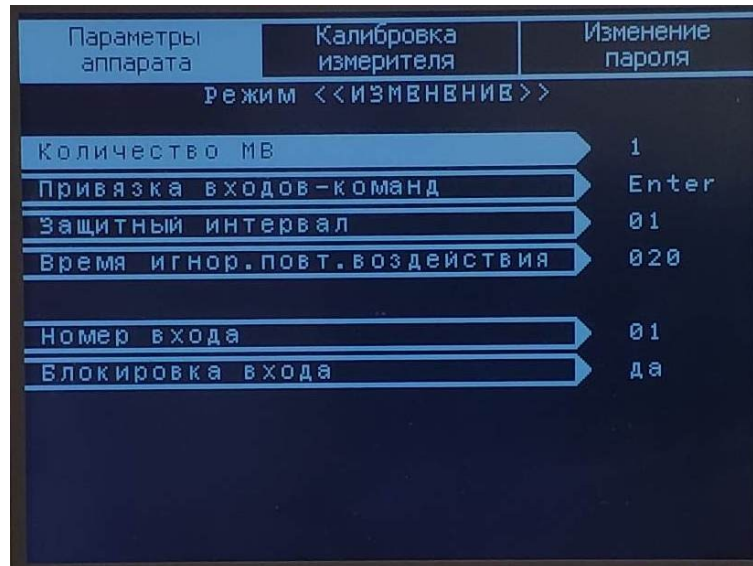 Параметры аппарата
Калибровка измерителя
Изменение пароля
Режим <<ИЗМЕНЕНИЕ>>
Количество МВ 1
Привязка входов-команд Enter
Защитный интервал 01
Время игнор.повт.воздействия 020
Номер входа 01
Блокировка входа да